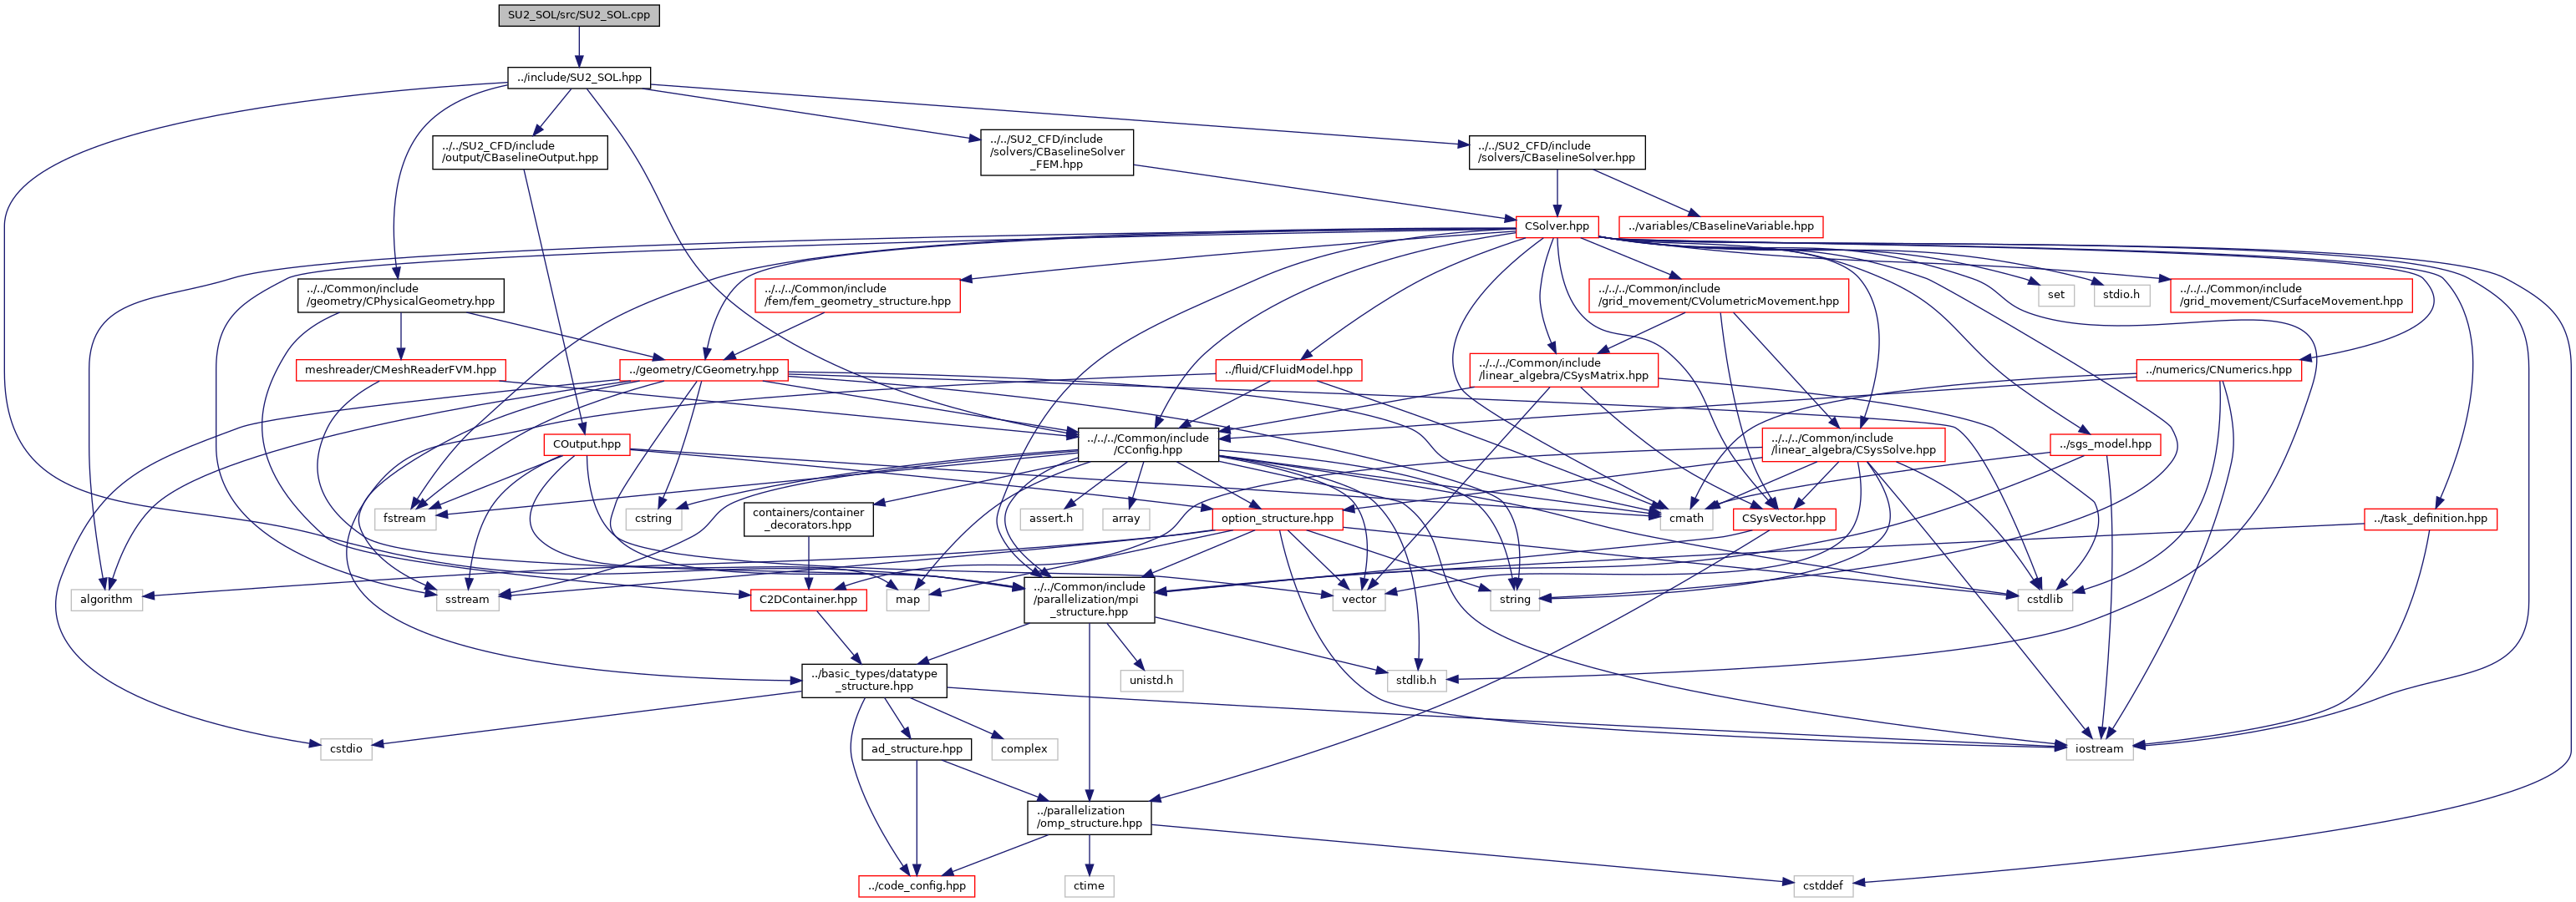 SU2_SOL/src/SU2_SOL.cpp
../include/SU2_SOL.hpp
../../SU2_CFD/include
/output/CBaselineOutput.hpp
../../SU2_CFD/include
/solvers/CBaselineSolver
_FEM.hpp
../../SU2_CFD/include
/solvers/CBaselineSolver.hpp
CSolver.hpp
../variables/CBaselineVariable.hpp
../../Common/include
/geometry/CPhysicalGeometry.hpp
../../../Common/include
/fem/fem_geometry_structure.hpp
../../../Common/include
/grid_movement/CVolumetricMovement.hpp
set
stdio.h
../../../Common/include
/grid_movement/CSurfaceMovement.hpp
meshreader/CMeshReaderFVM.hpp
../geometry/CGeometry.hpp
../fluid/CFluidModel.hpp
../../../Common/include
/linear_algebra/CSysMatrix.hpp
../numerics/CNumerics.hpp
COutput.hpp
../../../Common/include
/CConfig.hpp
../../../Common/include
/linear_algebra/CSysSolve.hpp
../sgs_model.hpp
fstream
cstring
containers/container
_decorators.hpp
assert.h
array
option_structure.hpp
cmath
CSysVector.hpp
../task_definition.hpp
algorithm
sstream
C2DContainer.hpp
map
../../Common/include
/parallelization/mpi
_structure.hpp
vector
string
cstdlib
../basic_types/datatype
_structure.hpp
unistd.h
stdlib.h
cstdio
ad_structure.hpp
complex
iostream
../parallelization
/omp_structure.hpp
../code_config.hpp
ctime
cstddef